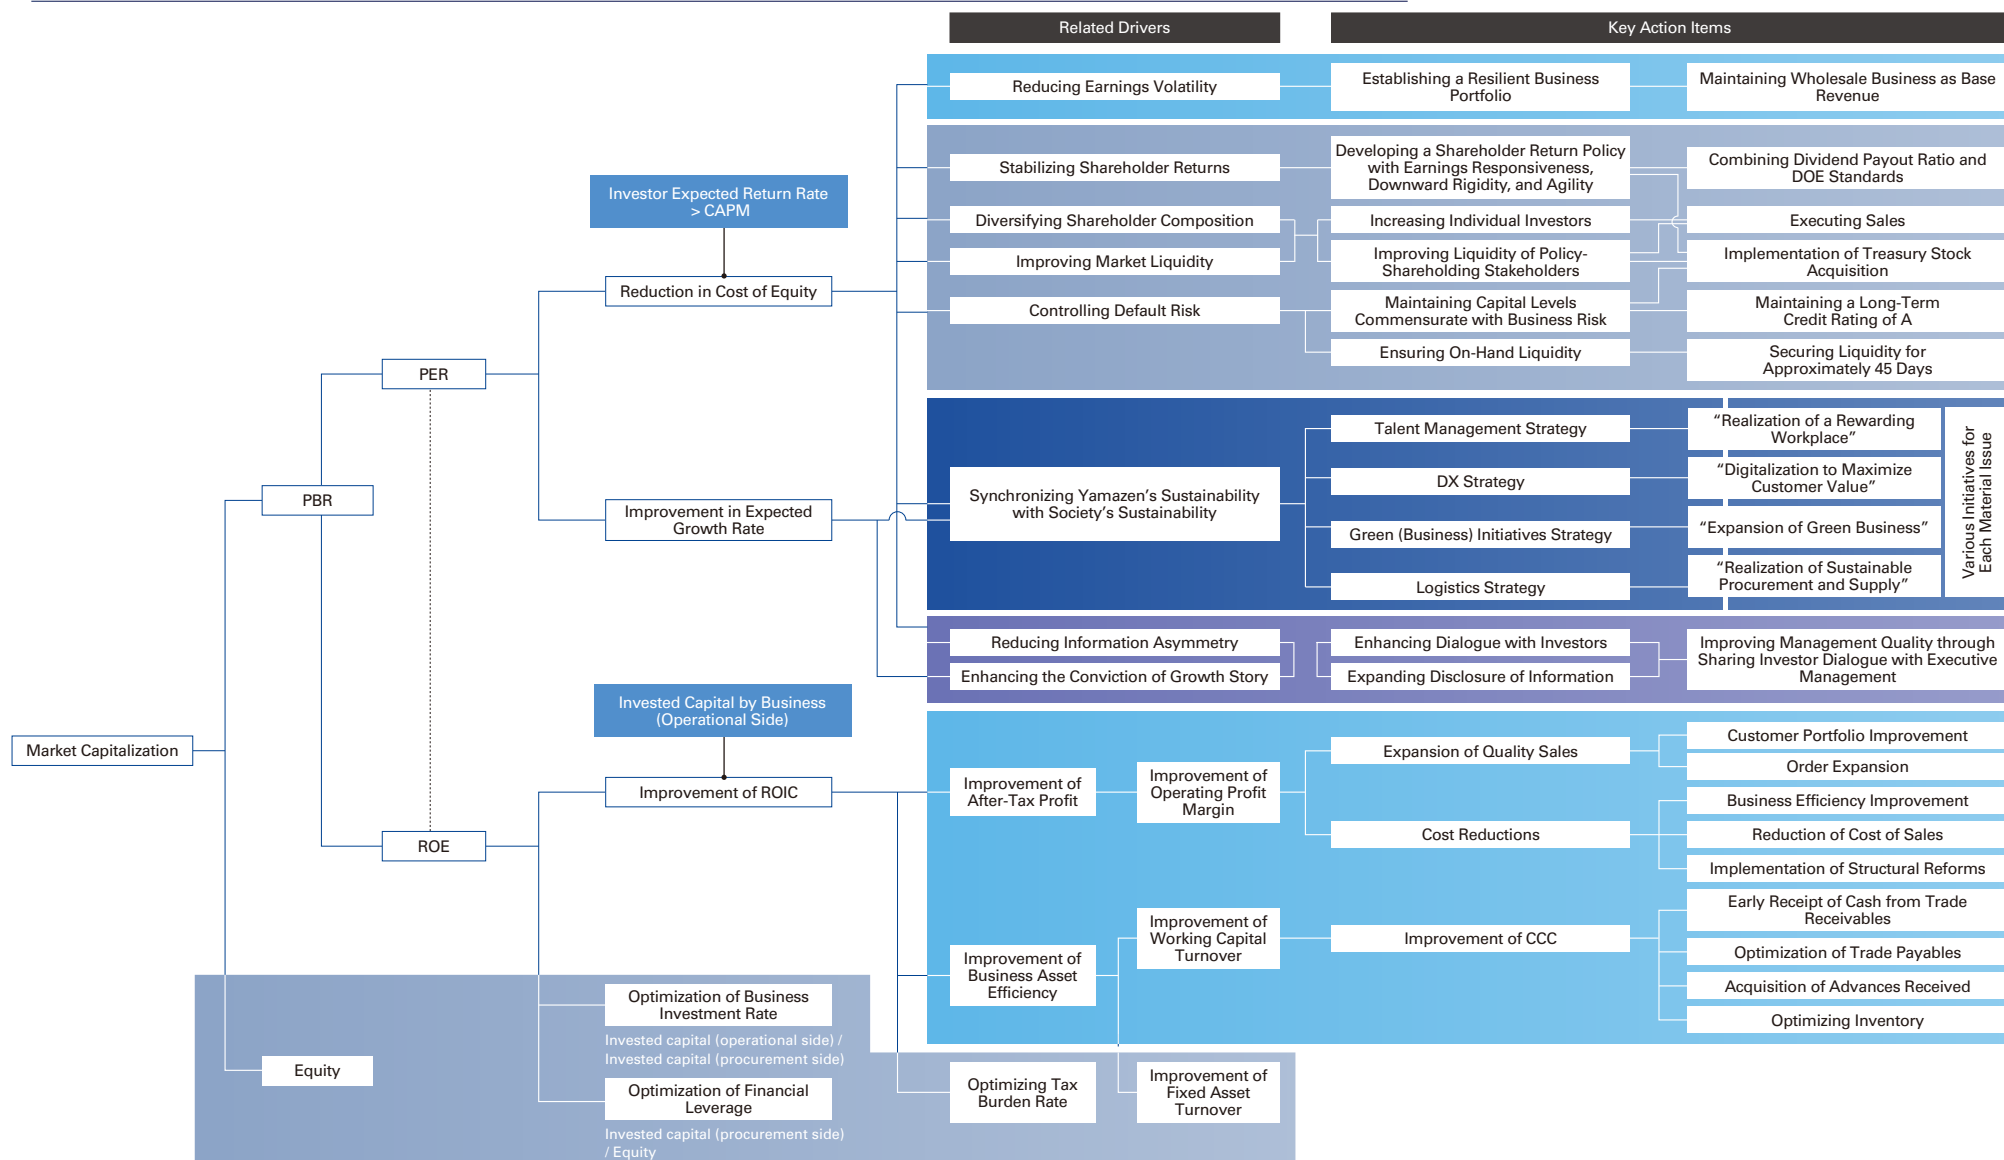 Related Drivers
Key Action Items
Reducing Earnings Volatility
Establishing a Resilient Business
Portfolio
Maintaining Wholesale Business as Base
Revenue
Stabilizing Shareholder Returns
Developing a Shareholder Return Policy
with Earnings Responsiveness,
Downward Rigidity, and Agility
Combining Dividend Payout Ratio and
DOE Standards
Investor Expected Return Rate
> CAPM
Diversifying Shareholder Composition
Increasing Individual Investors
Executing Sales
Improving Market Liquidity
Improving Liquidity of Policy-
Shareholding Stakeholders
Implementation of Treasury Stock
Acquisition
Reduction in Cost of Equity
Controlling Default Risk
Maintaining Capital Levels
Commensurate with Business Risk
Maintaining a Long-Term
Credit Rating of A
Ensuring On-Hand Liquidity
Securing Liquidity for
Approximately 45 Days
PER
Talent Management Strategy
“Realization of a Rewarding
Workplace”
PBR
Synchronizing Yamazen’s Sustainability
with Society’s Sustainability
DX Strategy
“Digitalization to Maximize
Customer Value”
Various Initiatives for
Each Material Issue
Improvement in Expected
Growth Rate
Green (Business) Initiatives Strategy
“Expansion of Green Business”
Logistics Strategy
“Realization of Sustainable
Procurement and Supply”
Reducing Information Asymmetry
Enhancing Dialogue with Investors
Improving Management Quality through
Sharing Investor Dialogue with Executive
Management
Enhancing the Conviction of Growth Story
Expanding Disclosure of Information
Invested Capital by Business
(Operational Side)
Market Capitalization
Expansion of Quality Sales
Customer Portfolio Improvement
Order Expansion
Improvement of ROIC
Improvement of
After-Tax Profit
Improvement of
Operating Profit
Margin
Business Efficiency Improvement
Cost Reductions
Reduction of Cost of Sales
Implementation of Structural Reforms
ROE
Early Receipt of Cash from Trade
Receivables
Improvement of
Working Capital
Turnover
Improvement of CCC
Optimization of Trade Payables
Improvement of
Business Asset
Efficiency
Acquisition of Advances Received
Optimizing Inventory
Optimization of Business
Investment Rate
Invested capital (operational side) /
Invested capital (procurement side)
Equity
Optimization of Financial
Leverage
Invested capital (procurement side)
/ Equity
Optimizing Tax
Burden Rate
Improvement of
Fixed Asset
Turnover